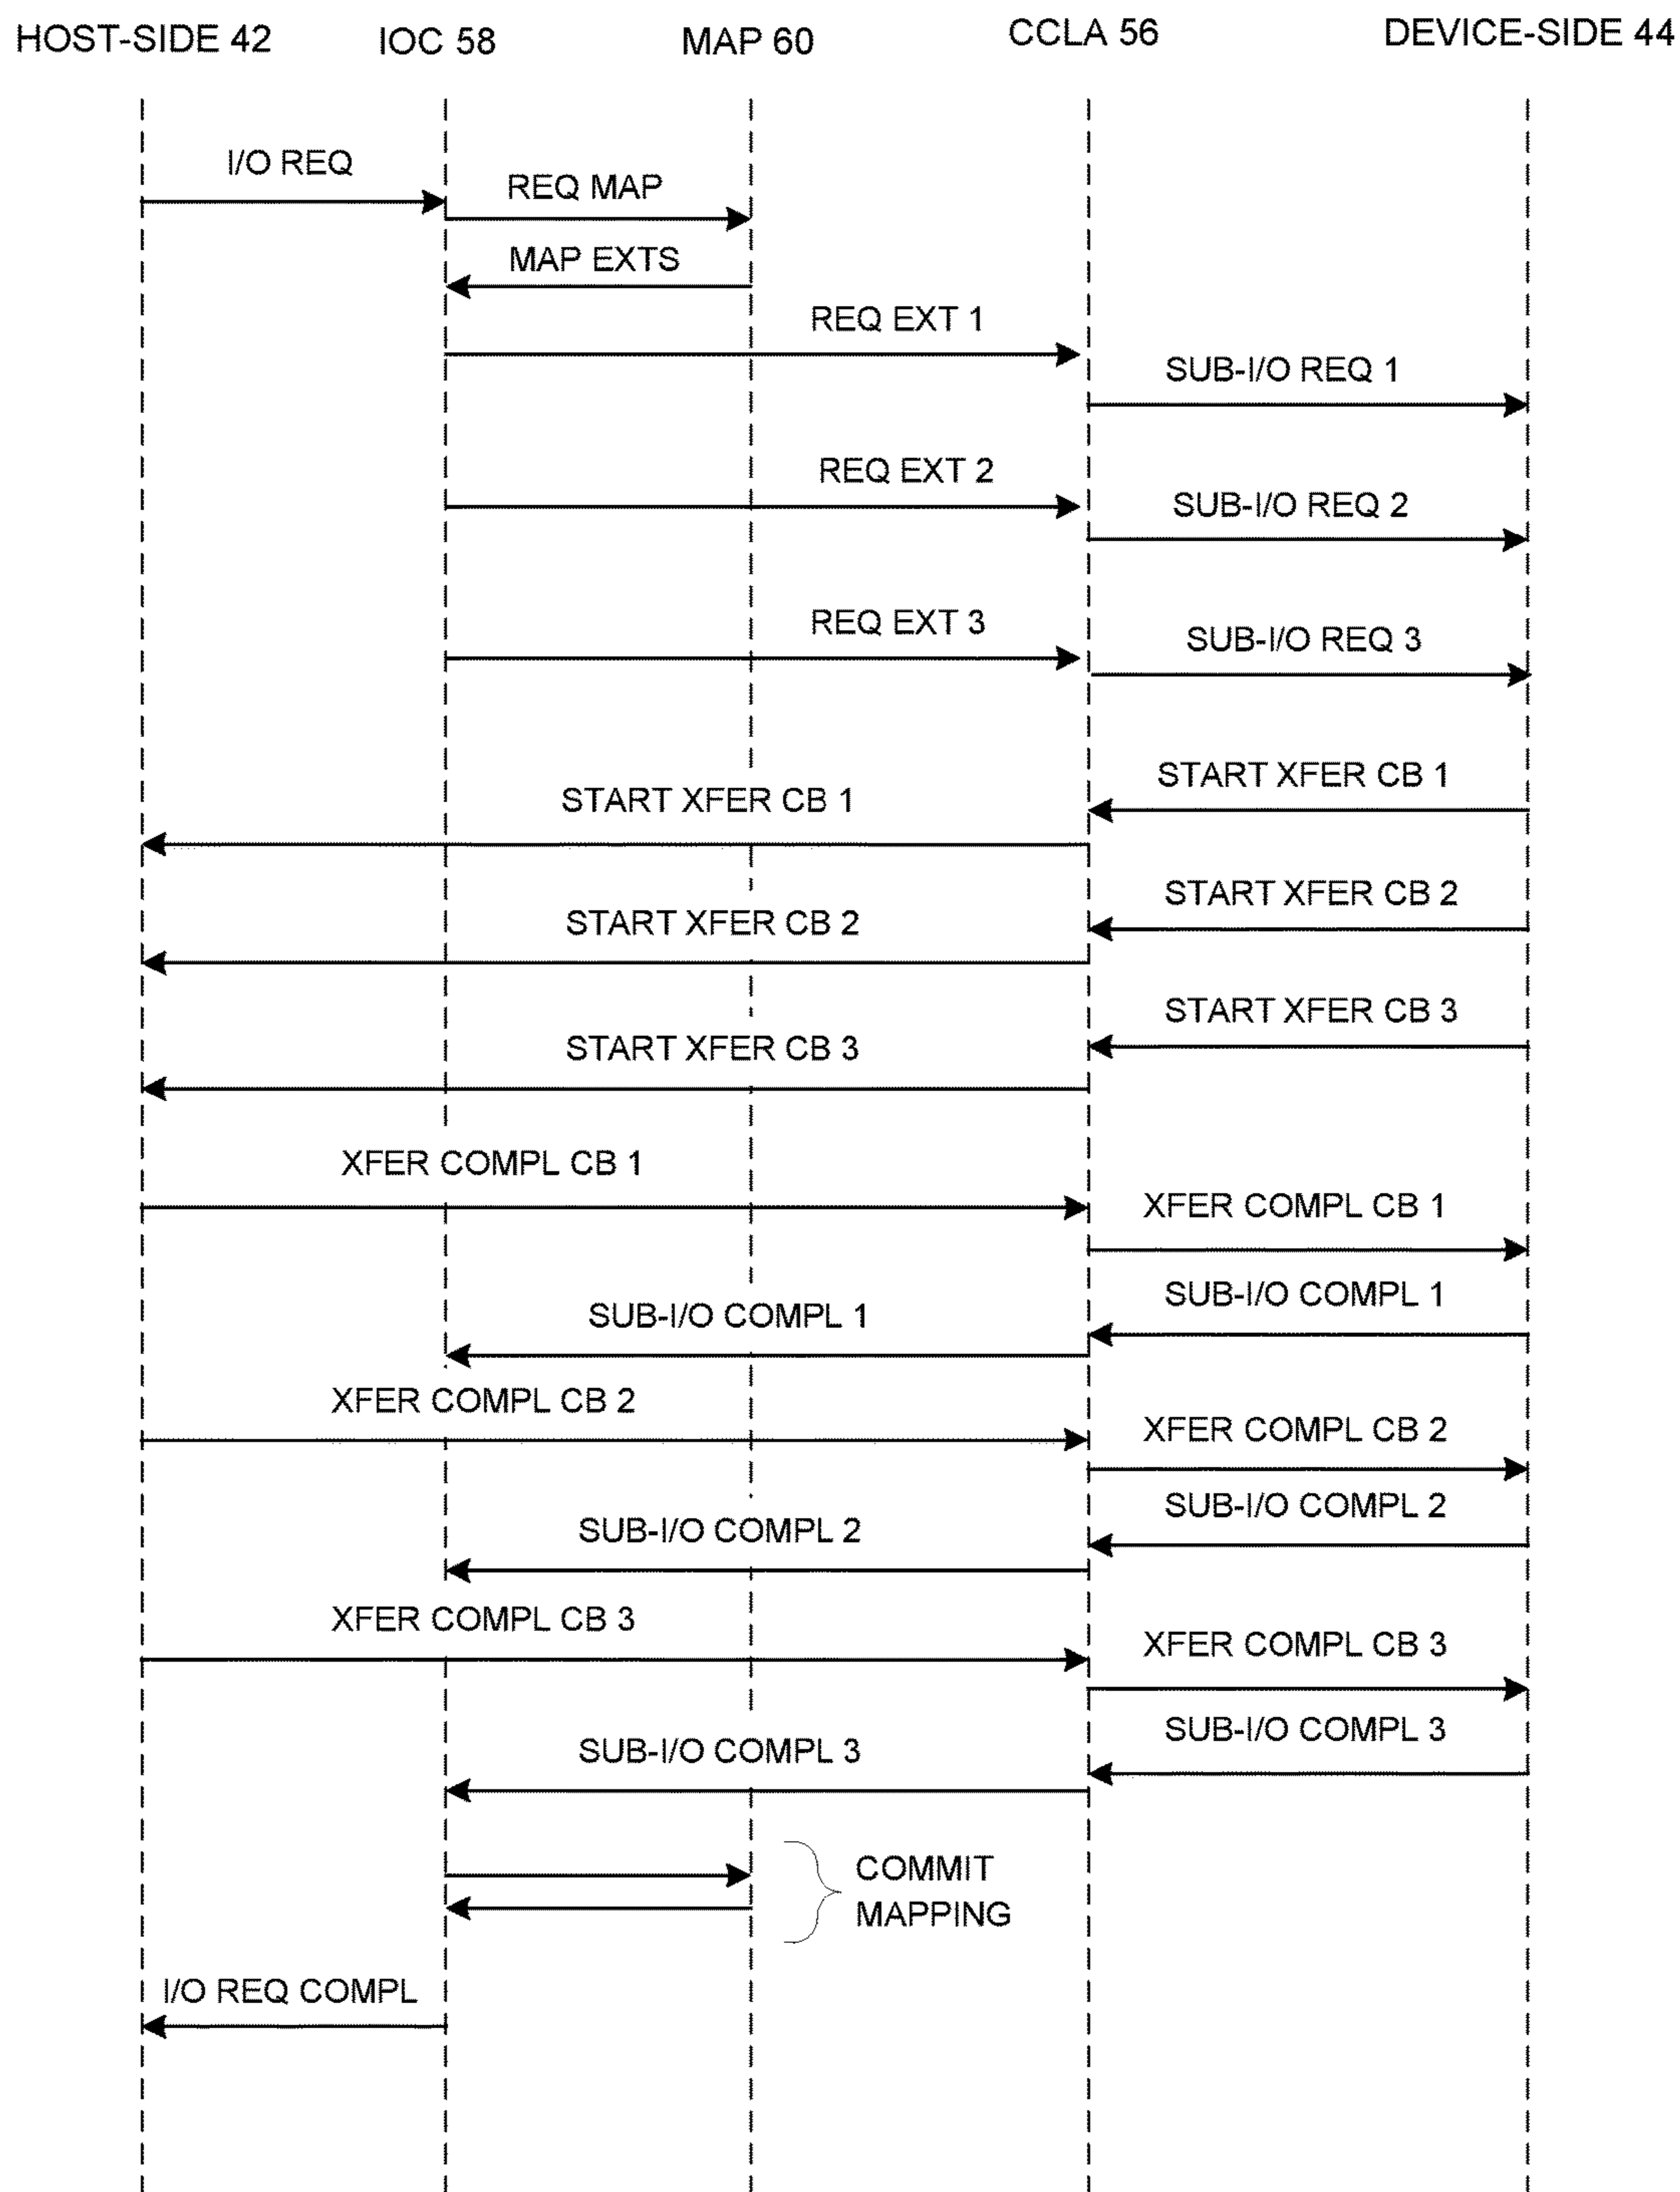 HOST-SIDE 42
IOC 58
MAP 60
CCLA 56
DEVICE-SIDE 44
I/O REQ
REQ MAP
MAP EXTS
REQ EXT 1
SUB-I/O REQ 1
REQ EXT 2
SUB-I/O REQ 2
REQ EXT 3
SUB-I/O REQ 3
START XFER CB 1
START XFER CB 1
START XFER CB 2
START XFER CB 2
START XFER CB 3
START XFER CB 3
XFER COMPL CB 1
XFER COMPL CB 1
SUB-I/O COMPL 1
SUB-I/O COMPL 1
XFER COMPL CB 2
XFER COMPL CB 2
SUB-I/O COMPL 2
SUB-I/O COMPL 2
XFER COMPL CB 3
XFER COMPL CB 3
SUB-I/O COMPL 3
SUB-I/O COMPL 3
COMMIT
MAPPING
I/O REQ COMPL